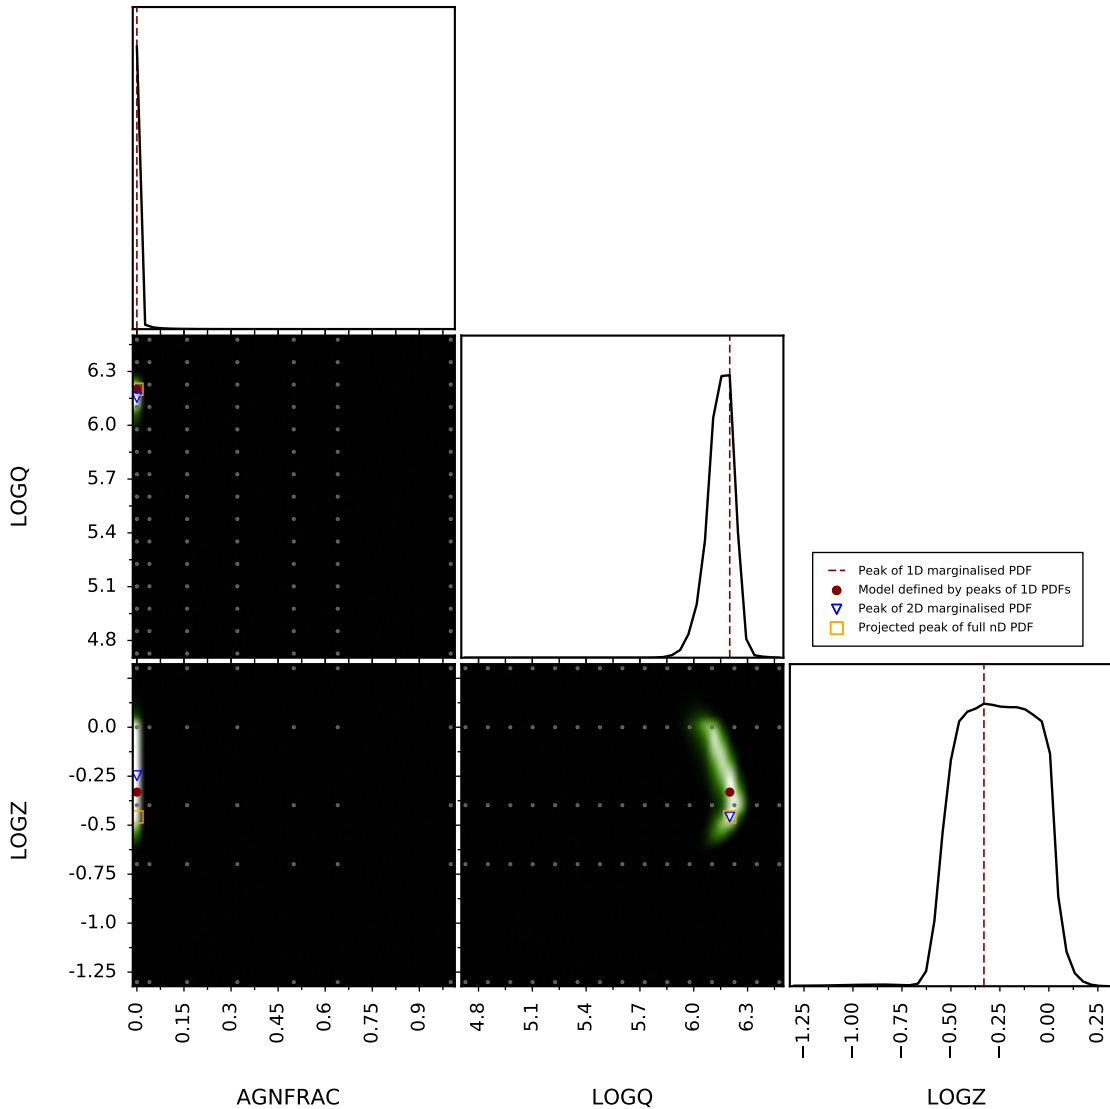 LOGQ
6.3
6.0
5.7
5.4
5.1
4.8
Peak of 1D marginalised PDF
Model defined by peaks of 1D PDFs
Peak of 2D marginalised PDF
Projected peak of full nD PDF
LOGZ
0.0
-0.25
-0.5
-0.75
-1.0
-1.25
0.0 0.15 0.3 0.45 0.6 0.75 0.9
4.8 5.1 5.4 5.7 6.0 6.3
−1.25 −1.00 −0.75 −0.50 −0.25 0.00 0.25
AGNFRAC LOGQ LOGZ